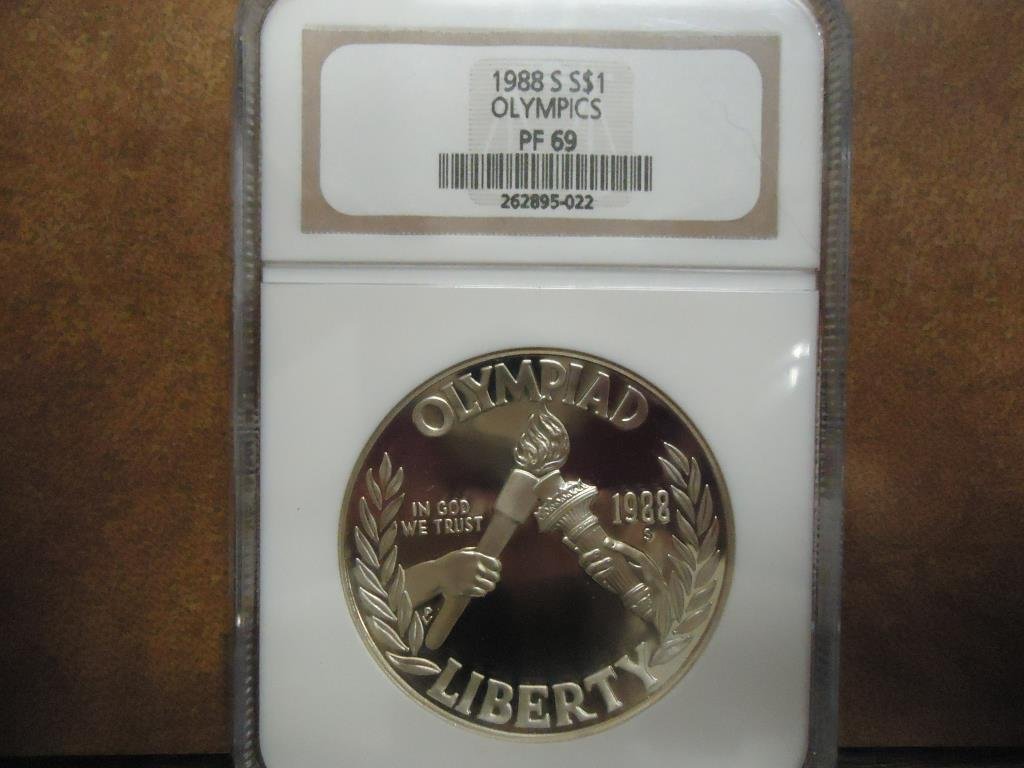 1988 S S$1
OLYMPICS
PF 69
262895-022
OLYMPIAD
IN GOD
WE TRUST
1988
S
LIBERTY